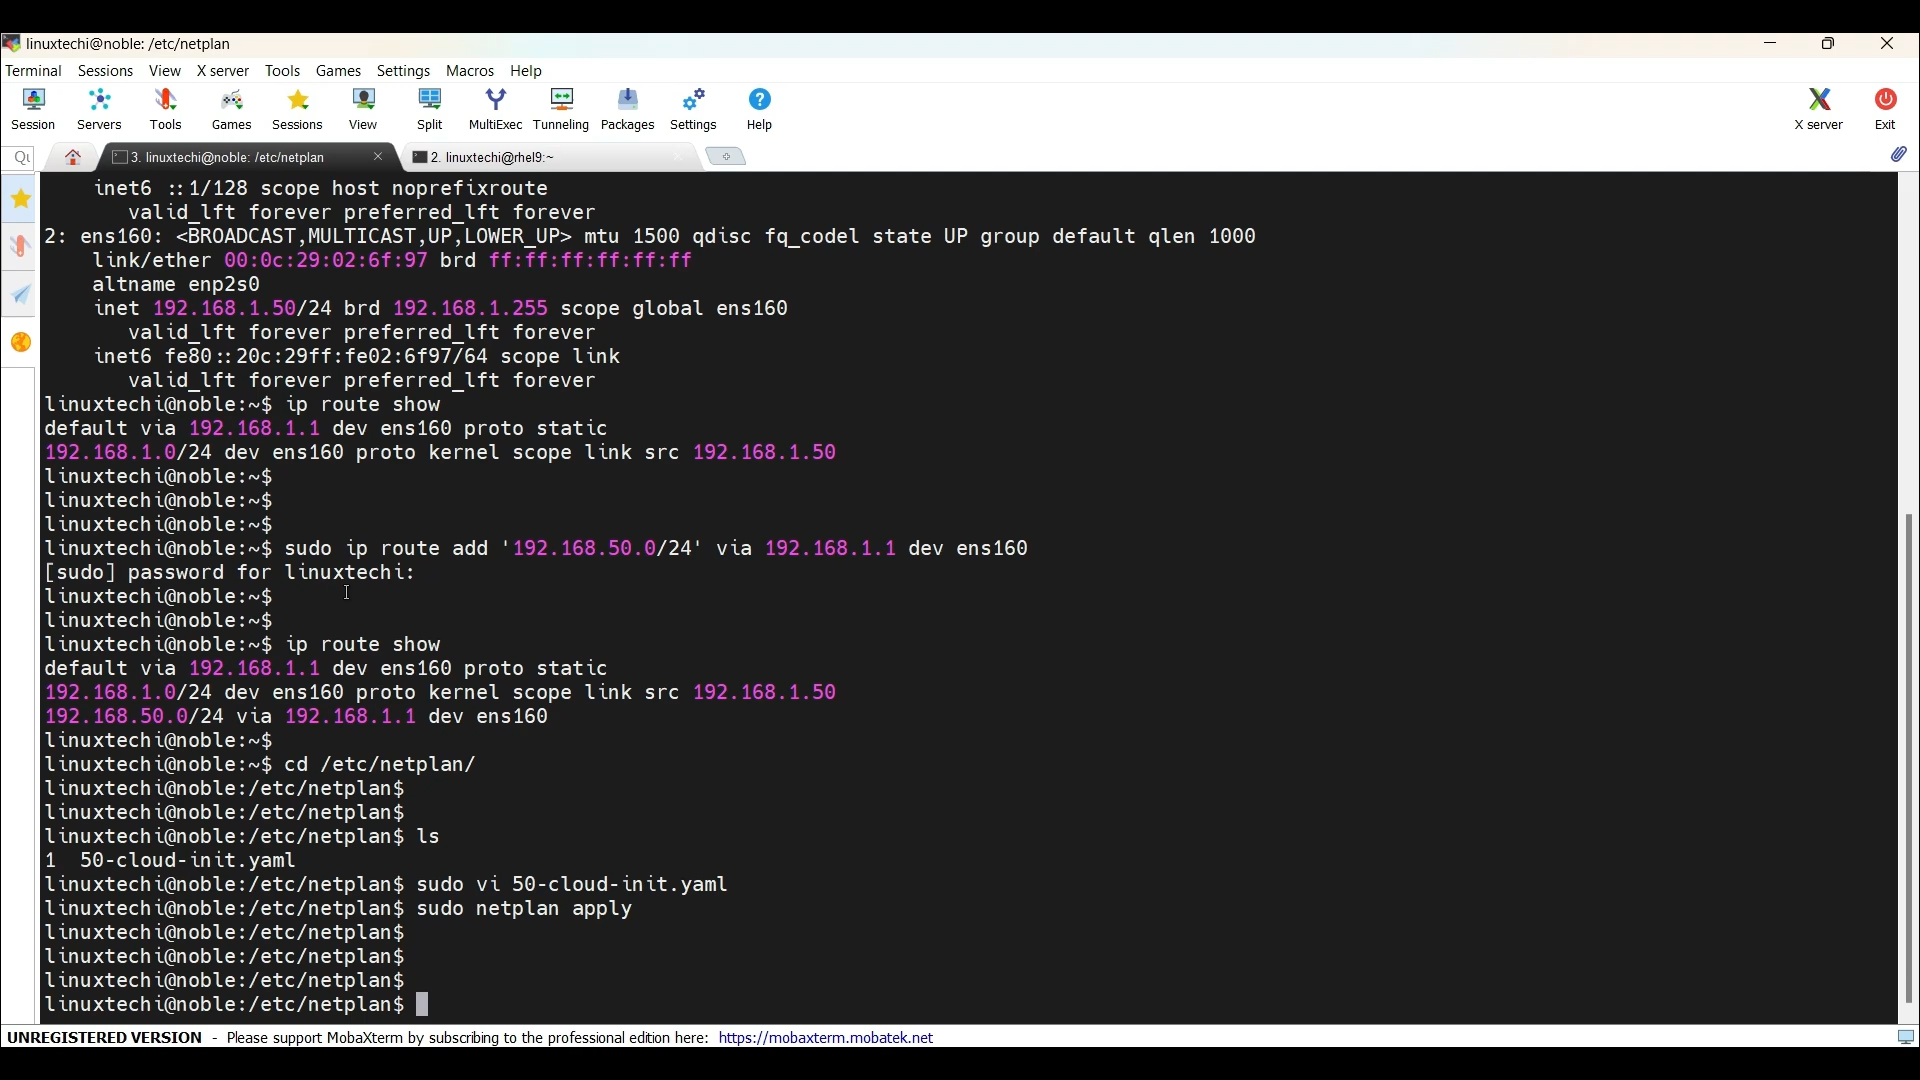 linuxtechi@noble: /etc/netplan
Terminal Sessions View X server Tools Games Settings Macros Help
Session Servers Tools Games Sessions View Split MultiExec Tunneling Packages Settings Help X server Exit
3. linuxtechi@noble: /etc/netplan 2. linuxtechi@rhel9:~
inet6 ::1/128 scope host noprefixroute
valid_lft forever preferred_lft forever
2: ens160: <BROADCAST,MULTICAST,UP,LOWER_UP> mtu 1500 qdisc fq_codel state UP group default qlen 1000
link/ether 00:0c:29:02:6f:97 brd ff:ff:ff:ff:ff:ff
altname enp2s0
inet 192.168.1.50/24 brd 192.168.1.255 scope global ens160
valid_lft forever preferred_lft forever
inet6 fe80::20c:29ff:fe02:6f97/64 scope link
valid_lft forever preferred_lft forever
linuxtechi@noble:~$ ip route show
default via 192.168.1.1 dev ens160 proto static
192.168.1.0/24 dev ens160 proto kernel scope link src 192.168.1.50
linuxtechi@noble:~$
linuxtechi@noble:~$
linuxtechi@noble:~$
linuxtechi@noble:~$ sudo ip route add '192.168.50.0/24' via 192.168.1.1 dev ens160
[sudo] password for linuxtechi:
linuxtechi@noble:~$
linuxtechi@noble:~$
linuxtechi@noble:~$ ip route show
default via 192.168.1.1 dev ens160 proto static
192.168.1.0/24 dev ens160 proto kernel scope link src 192.168.1.50
192.168.50.0/24 via 192.168.1.1 dev ens160
linuxtechi@noble:~$
linuxtechi@noble:~$ cd /etc/netplan/
linuxtechi@noble:/etc/netplan$
linuxtechi@noble:/etc/netplan$
linuxtechi@noble:/etc/netplan$ ls
1 50-cloud-init.yaml
linuxtechi@noble:/etc/netplan$ sudo vi 50-cloud-init.yaml
linuxtechi@noble:/etc/netplan$ sudo netplan apply
linuxtechi@noble:/etc/netplan$
linuxtechi@noble:/etc/netplan$
linuxtechi@noble:/etc/netplan$
linuxtechi@noble:/etc/netplan$
UNREGISTERED VERSION - Please support MobaXterm by subscribing to the professional edition here: https://mobaxterm.mobatek.net